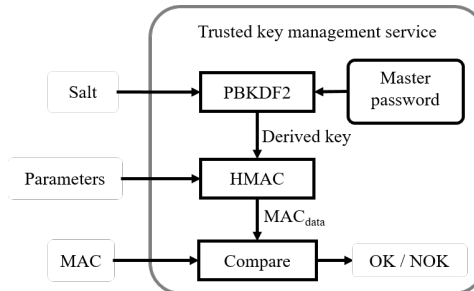 Trusted key management service
Salt
PBKDF2
Master
password
Derived key
Parameters
HMAC
MACdata
MAC
Compare
OK / NOK